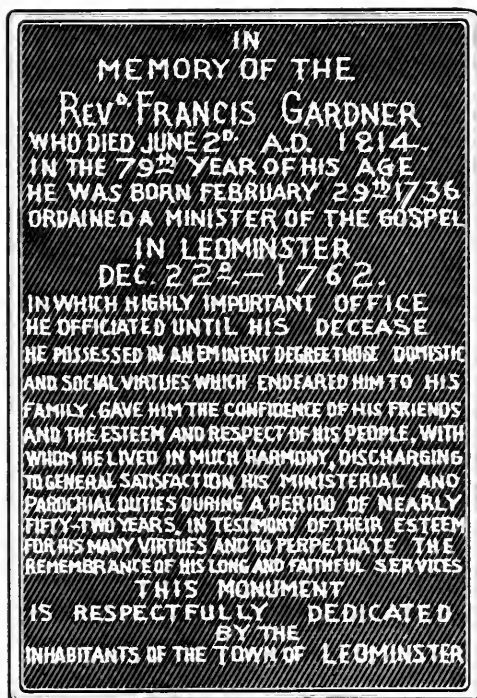 IN
MEMORY OF THE
REVD. FRANCIS GARDNER
WHO DIED JUNE 2D. A.D. 1814.
IN THE 79TH YEAR OF HIS AGE
HE WAS BORN FEBRUARY 29TH 1736
ORDAINED A MINISTER OF THE GOSPEL
IN LEOMINSTER
DEC. 22D.-1762.
IN WHICH HIGHLY IMPORTANT OFFICE
HE OFFICIATED UNTIL HIS DECEASE
HE POSSESSED IN AN EMINENT DEGREE THOSE DOMESTIC
AND SOCIAL VIRTUES WHICH ENDEARED HIM TO HIS
FAMILY, GAVE HIM THE CONFIDENCE OF HIS FRIENDS
AND THE ESTEEM AND RESPECT OF HIS PEOPLE, WITH
WHOM HE LIVED IN MUCH HARMONY, DISCHARGING
TO GENERAL SATISFACTION HIS MINISTERIAL AND
PAROCHIAL DUTIES DURING A PERIOD OF NEARLY
FIFTY-TWO YEARS. IN TESTIMONY OF THEIR ESTEEM
FOR HIS MANY VIRTUES AND TO PERPETUATE THE
REMEMBRANCE OF HIS LONG AND FAITHFUL SERVICES
THIS MONUMENT
IS RESPECTFULLY DEDICATED
BY THE
INHABITANTS OF THE TOWN OF LEOMINSTER